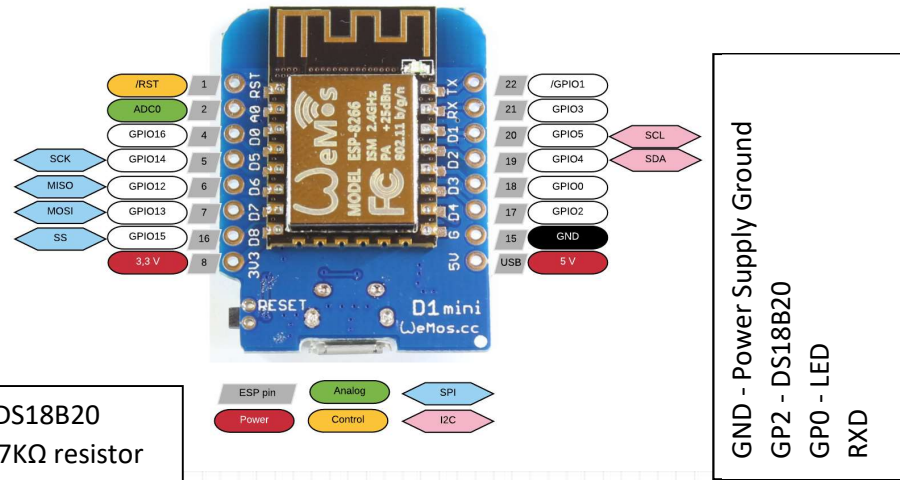 /RST 1 RST TX 22 /GPIO1
ADC0 2 A0 RX 21 GPIO3
GPIO16 4 D0 D1 20 GPIO5 SCL
SCK GPIO14 5 D5 D2 19 GPIO4 SDA
MISO GPIO12 6 D6 D3 18 GPIO0
MOSI GPIO13 7 D7 D4 17 GPIO2
SS GPIO15 16 D8 G 15 GND
3,3 V 8 3V3 5V USB 5 V
WeMos
MODEL ESP-8266
ISM 2.4GHz
PA +25dBm
802.11 b/g/n
FC
RESET
D1 mini
WeMos.cc
ESP pin Analog SPI
Power Control I2C
DS18B20
7KΩ resistor
GND - Power Supply Ground
GP2 - DS18B20
GP0 - LED
RXD